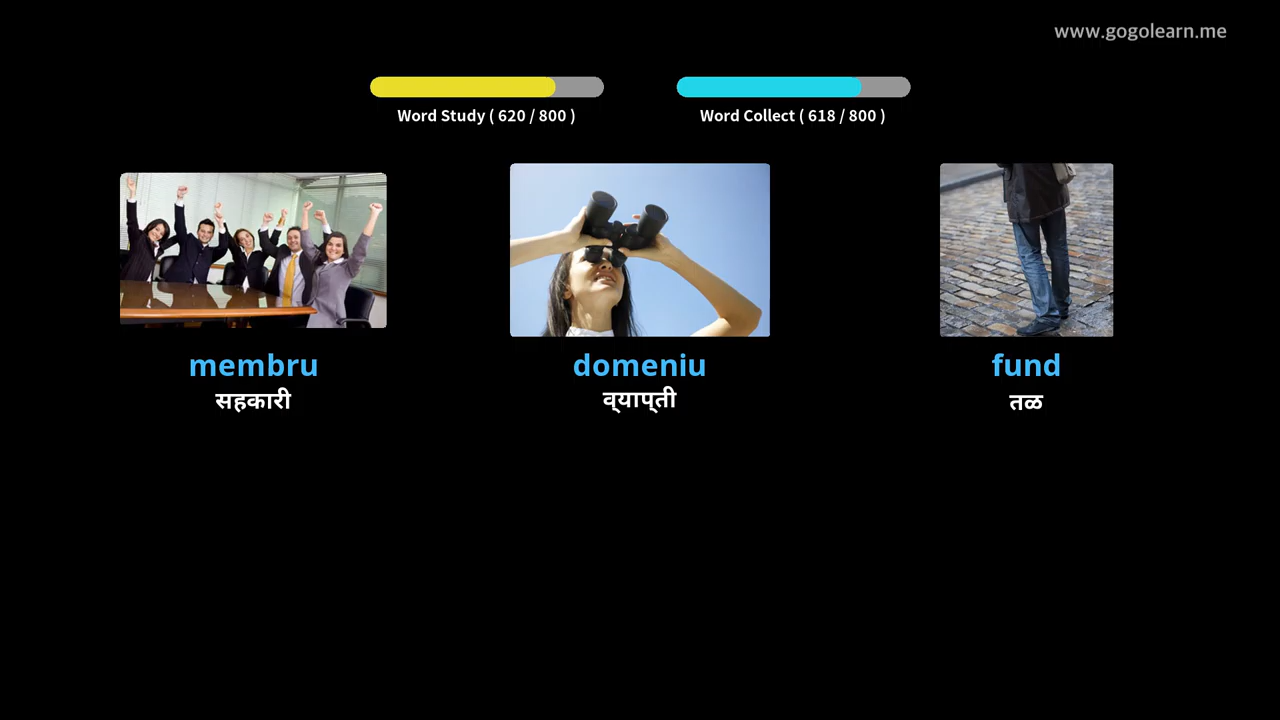 www.gogolearn.me
Word Study ( 620 / 800 )
Word Collect ( 618 / 800 )
membru
domeniu
fund
सहकारी
व्याप्ती
तळ